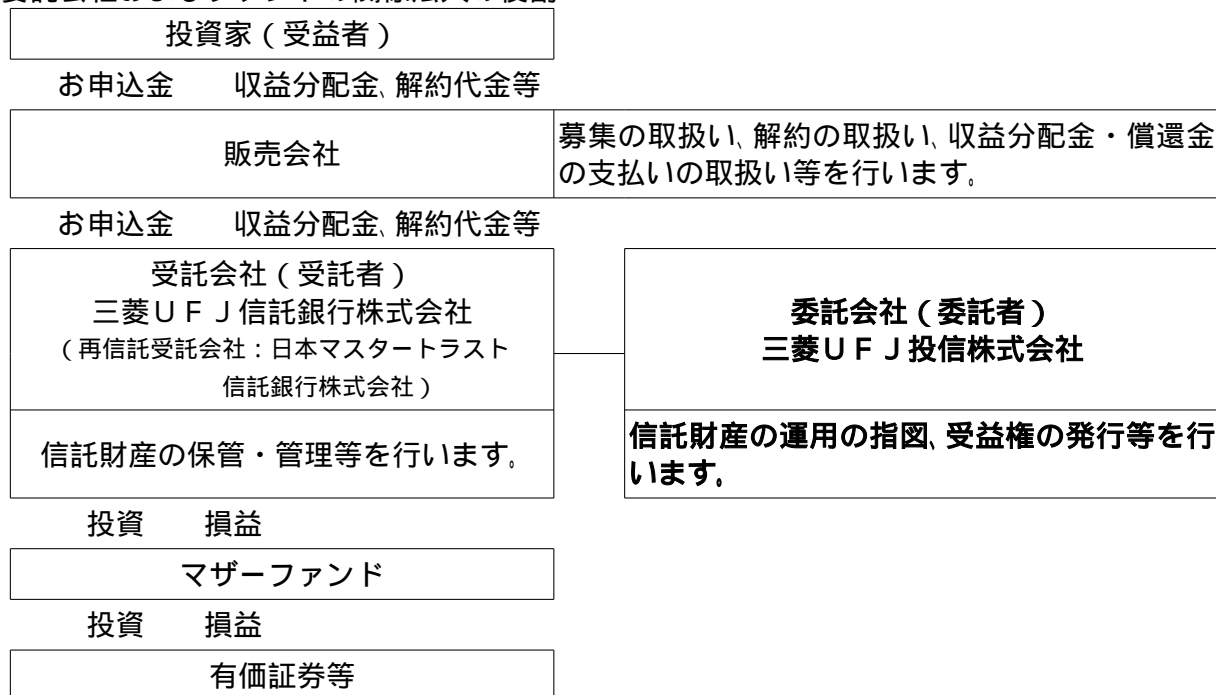 投資家(受益者)
お申込金 収益分配金、解約代金等
販売会社
募集の取扱い、解約の取扱い、収益分配金・償還金
の支払いの取扱い等を行います。
お申込金 収益分配金、解約代金等
受託会社(受託者)
三菱UFJ信託銀行株式会社
(再信託受託会社:日本マスタートラスト
信託銀行株式会社)
委託会社(委託者)
三菱UFJ投信株式会社
信託財産の保管・管理等を行います。
信託財産の運用の指図、受益権の発行等を行
います。
投資 損益
マザーファンド
投資 損益
有価証券等